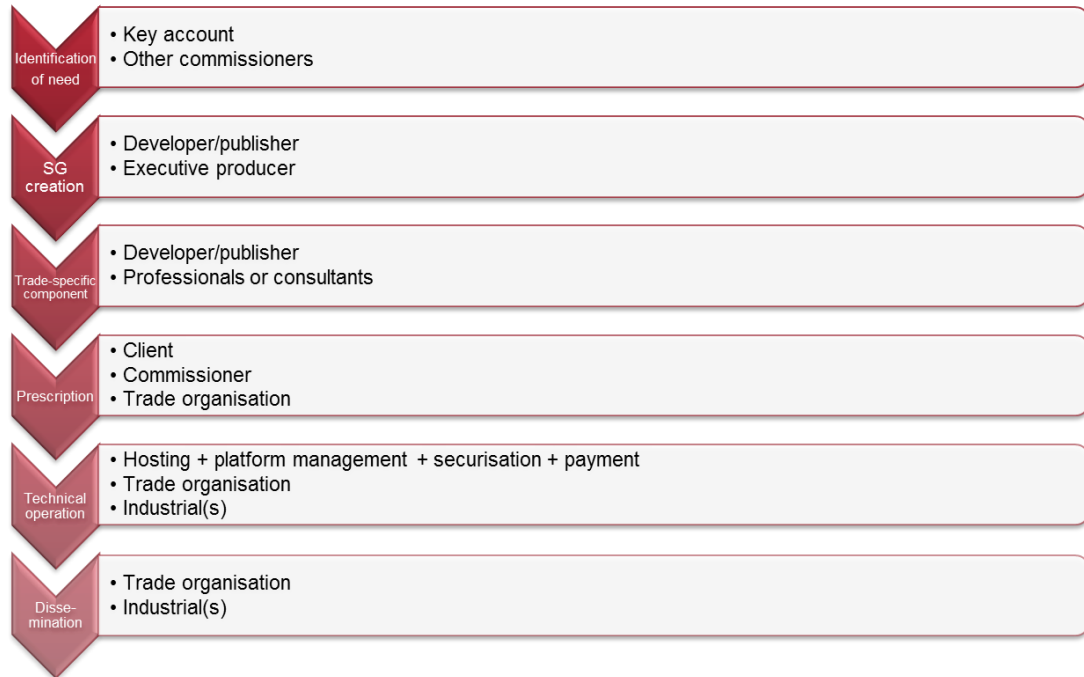 Identification
of need
• Key account
• Other commissioners
SG
creation
• Developer/publisher
• Executive producer
Trade-specific
component
• Developer/publisher
• Professionals or consultants
Prescription
• Client
• Commissioner
• Trade organisation
Technical
operation
• Hosting + platform management + securisation + payment
• Trade organisation
• Industrial(s)
Disse-
mination
• Trade organisation
• Industrial(s)